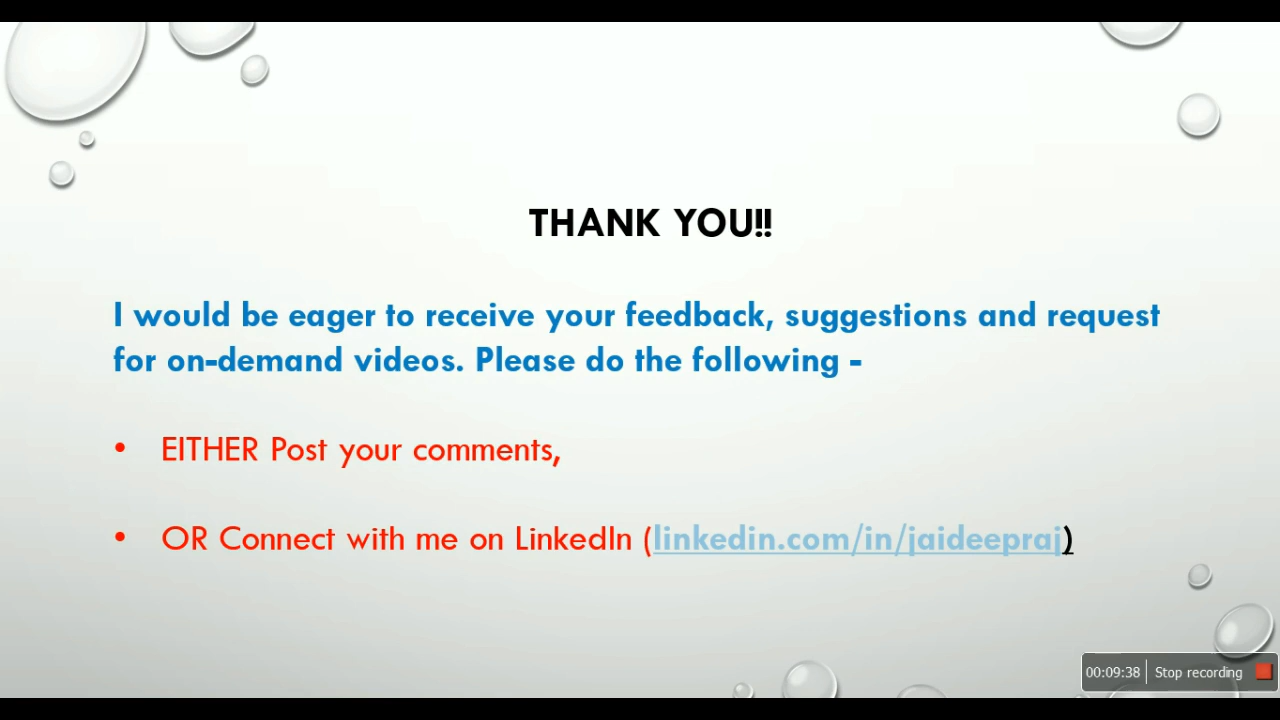 THANK YOU!!
I would be eager to receive your feedback, suggestions and request
for on-demand videos. Please do the following -
• EITHER Post your comments,
• OR Connect with me on LinkedIn (linkedin.com/in/jaideepraj)
00:09:38 Stop recording